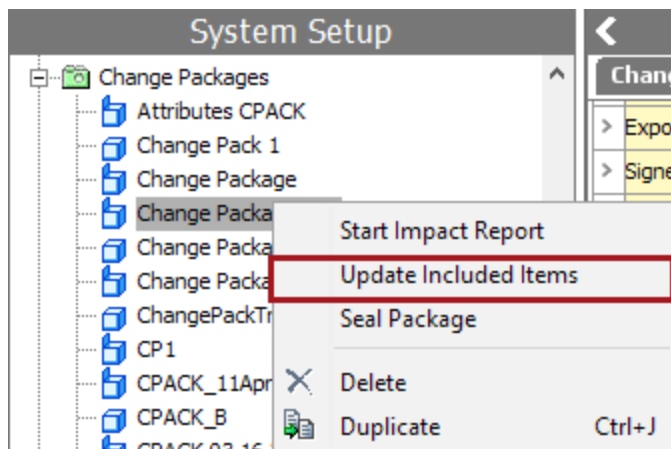 System Setup
Change Packages
Attributes CPACK
Change Pack 1
Change Package
Change Packa
Change Packa
Change Packa
ChangePackTr
CP1
CPACK_11Apr
CPACK_B
Chang
Expo
Signe
Start Impact Report
Update Included Items
Seal Package
Delete
Duplicate Ctrl+J